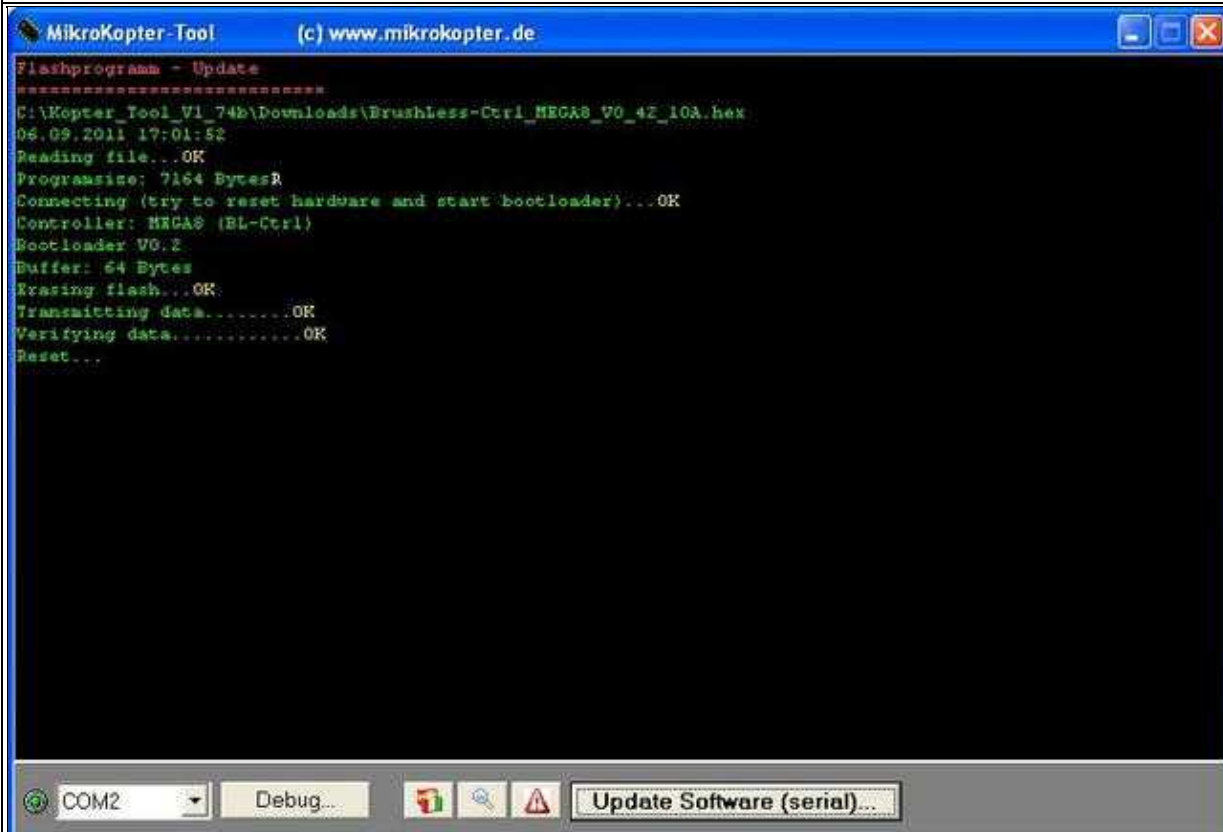 MikroKopter-Tool (c) www.mikrokopter.de
Flashprogramm - Update
============================
C:\Kopter_Tool_V1_74b\Downloads\BrushLess-Ctrl_MEGA8_V0_42_10A.hex
06.09.2011 17:01:52
Reading file...OK
Programsize: 7164 BytesR
Connecting (try to reset hardware and start bootloader)...OK
Controller: MEGA8 (BL-Ctrl)
Bootloader V0.2
Buffer: 64 Bytes
Erasing flash...OK
Transmitting data........OK
Verifying data............OK
Reset...
COM2 Debug... Update Software (serial)...